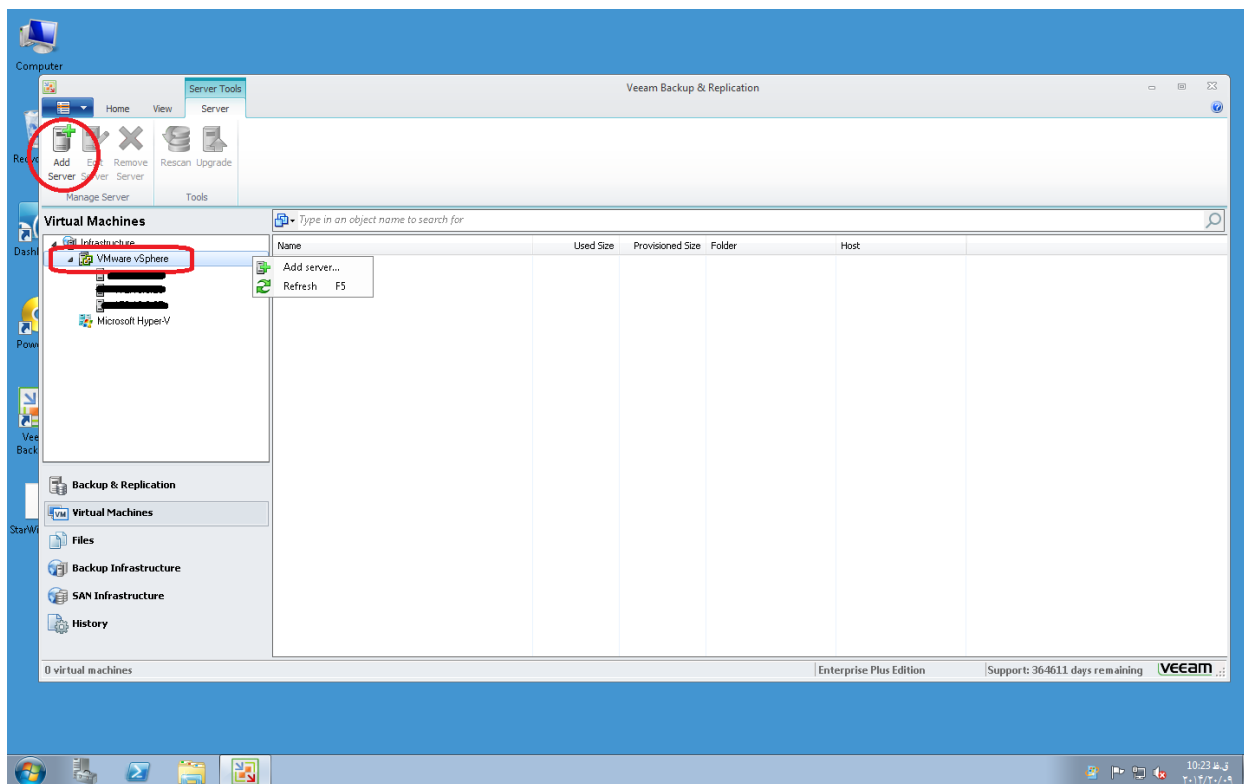 Computer
Server Tools
Veeam Backup & Replication
Home View Server
Add Server
Edit Server
Remove Server
Rescan Upgrade
Manage Server Tools
Virtual Machines
Type in an object name to search for
Infrastructure
Name Used Size Provisioned Size Folder Host
VMware vSphere
Add server...
Refresh F5
Microsoft Hyper-V
Backup & Replication
Virtual Machines
VM
Files
Backup Infrastructure
SAN Infrastructure
History
0 virtual machines
Enterprise Plus Edition
Support: 364611 days remaining
veeam
10:23 ق.ظ